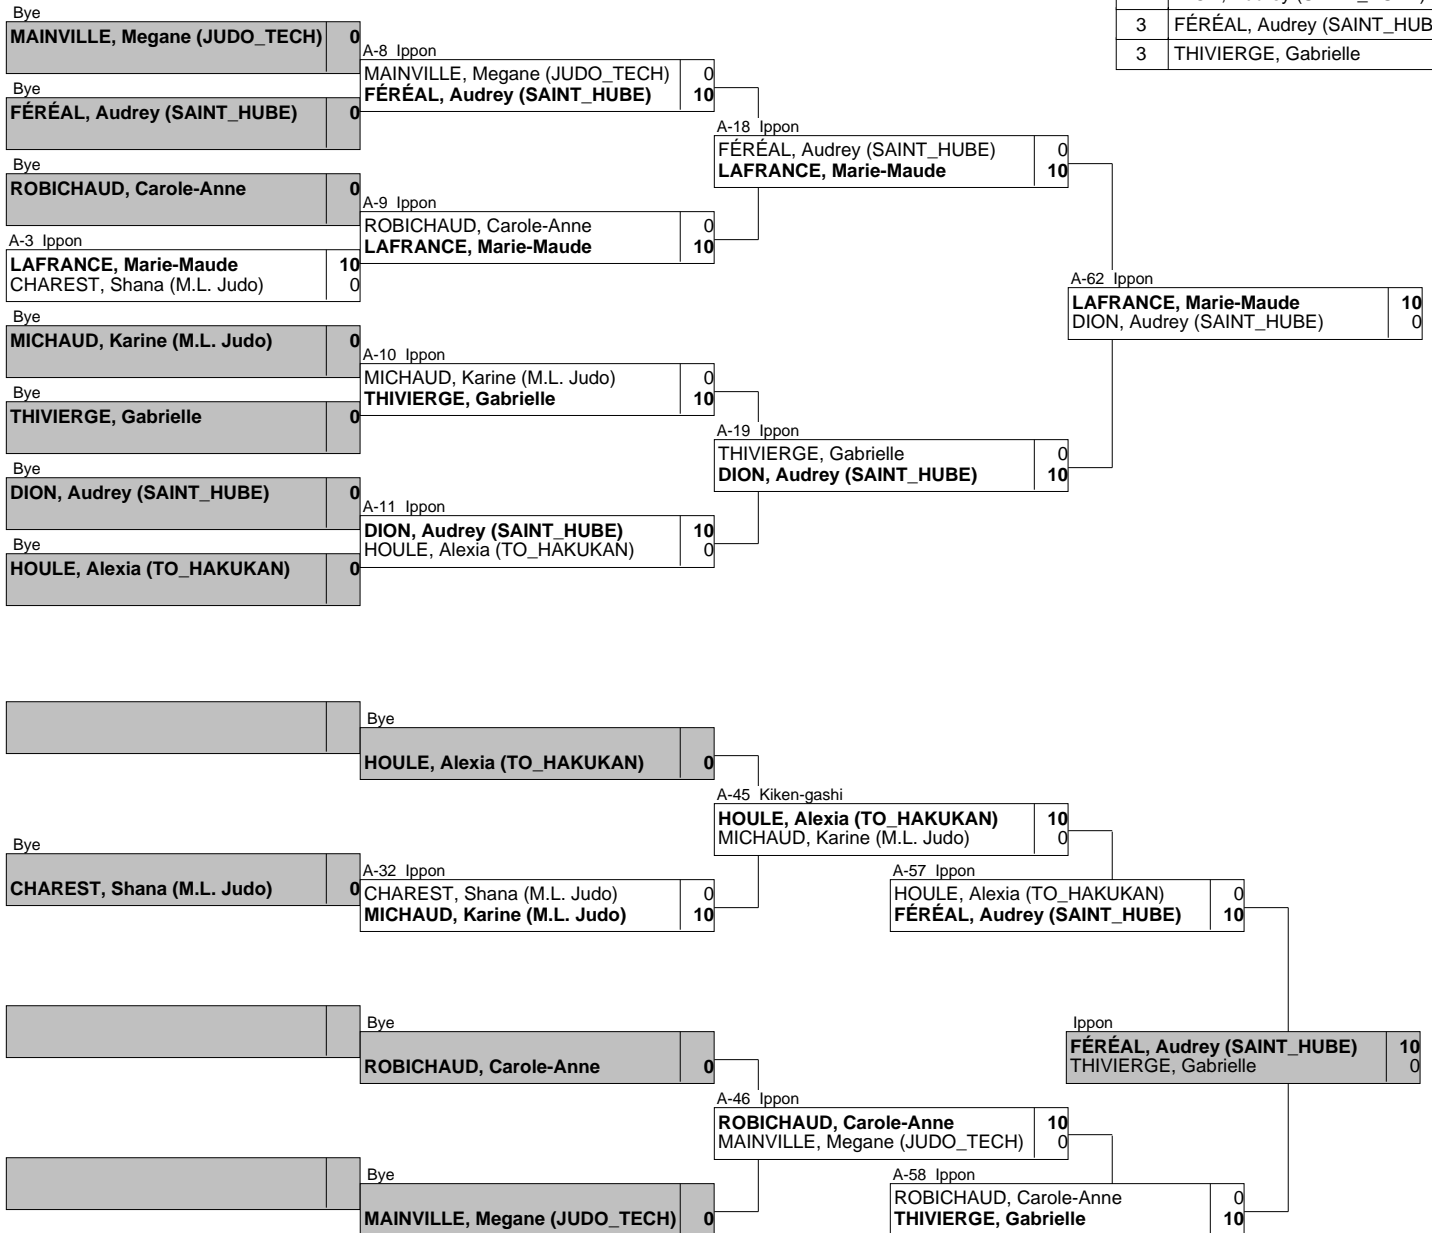 3 FÉRÉAL, Audrey (SAINT_HUB
3 THIVIERGE, Gabrielle
Bye
MAINVILLE, Megane (JUDO_TECH) 0
Bye
FÉRÉAL, Audrey (SAINT_HUBE) 0
Bye
ROBICHAUD, Carole-Anne 0
A-3 Ippon
LAFRANCE, Marie-Maude 10
CHAREST, Shana (M.L. Judo) 0
Bye
MICHAUD, Karine (M.L. Judo) 0
Bye
THIVIERGE, Gabrielle 0
Bye
DION, Audrey (SAINT_HUBE) 0
Bye
HOULE, Alexia (TO_HAKUKAN) 0
A-8 Ippon
MAINVILLE, Megane (JUDO_TECH) 0
FÉRÉAL, Audrey (SAINT_HUBE) 10
A-9 Ippon
ROBICHAUD, Carole-Anne 0
LAFRANCE, Marie-Maude 10
A-10 Ippon
MICHAUD, Karine (M.L. Judo) 0
THIVIERGE, Gabrielle 10
A-11 Ippon
DION, Audrey (SAINT_HUBE) 10
HOULE, Alexia (TO_HAKUKAN) 0
A-18 Ippon
FÉRÉAL, Audrey (SAINT_HUBE) 0
LAFRANCE, Marie-Maude 10
A-19 Ippon
THIVIERGE, Gabrielle 0
DION, Audrey (SAINT_HUBE) 10
A-62 Ippon
LAFRANCE, Marie-Maude 10
DION, Audrey (SAINT_HUBE) 0
Bye
CHAREST, Shana (M.L. Judo) 0
Bye
HOULE, Alexia (TO_HAKUKAN) 0
A-32 Ippon
CHAREST, Shana (M.L. Judo) 0
MICHAUD, Karine (M.L. Judo) 10
Bye
ROBICHAUD, Carole-Anne 0
Bye
MAINVILLE, Megane (JUDO_TECH) 0
A-45 Kiken-gashi
HOULE, Alexia (TO_HAKUKAN) 10
MICHAUD, Karine (M.L. Judo) 0
A-46 Ippon
ROBICHAUD, Carole-Anne 10
MAINVILLE, Megane (JUDO_TECH) 0
A-57 Ippon
HOULE, Alexia (TO_HAKUKAN) 0
FÉRÉAL, Audrey (SAINT_HUBE) 10
A-58 Ippon
ROBICHAUD, Carole-Anne 0
THIVIERGE, Gabrielle 10
Ippon
FÉRÉAL, Audrey (SAINT_HUBE) 10
THIVIERGE, Gabrielle 0